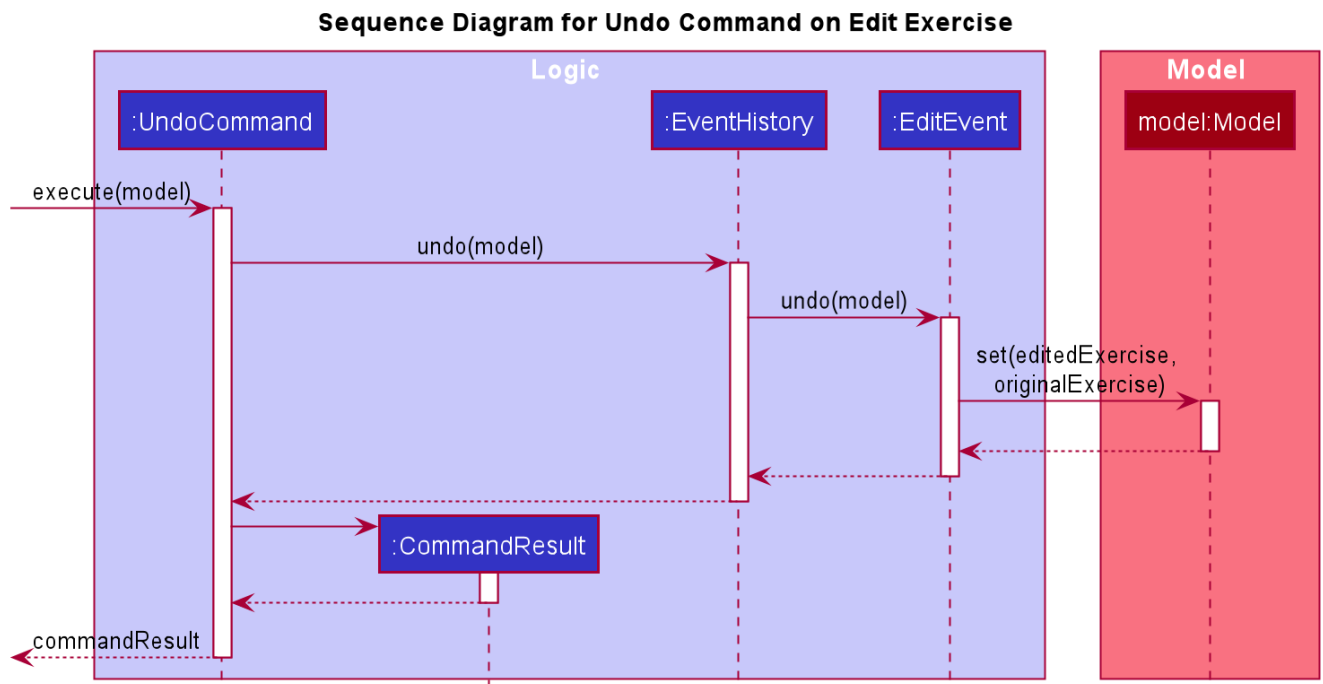 Sequence Diagram for Undo Command on Edit Exercise
Logic
Model
:UndoCommand
:EventHistory
:EditEvent
model:Model
execute(model)
undo(model)
undo(model)
set(editedExercise,
originalExercise)
:CommandResult
commandResult